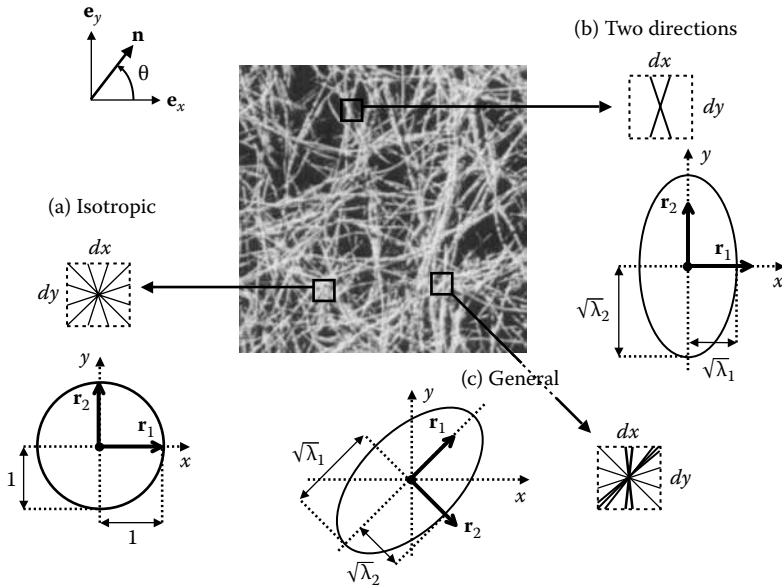 e_y
n
θ
e_x
(b) Two directions
dx
dy
y
r_2
r_1
x
√λ_2
√λ_1
(a) Isotropic
dx
dy
y
r_2
r_1
x
1
1
(c) General
y
r_1
√λ_1
x
r_2
√λ_2
dx
dy